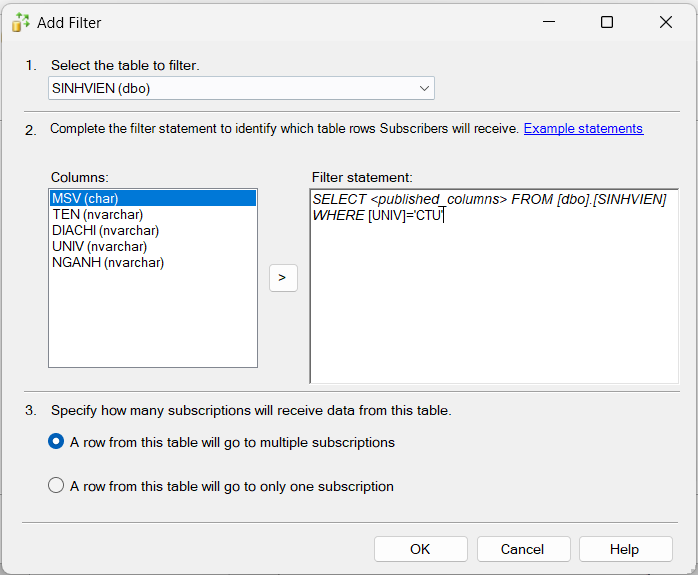 Add Filter
1. Select the table to filter.
SINHVIEN (dbo)
2. Complete the filter statement to identify which table rows Subscribers will receive. Example statements
Columns:
MSV (char)
TEN (nvarchar)
DIACHI (nvarchar)
UNIV (nvarchar)
NGANH (nvarchar)
>
Filter statement:
SELECT <published_columns> FROM [dbo].[SINHVIEN]
WHERE [UNIV]='CTU'
3. Specify how many subscriptions will receive data from this table.
A row from this table will go to multiple subscriptions
A row from this table will go to only one subscription
OK Cancel Help